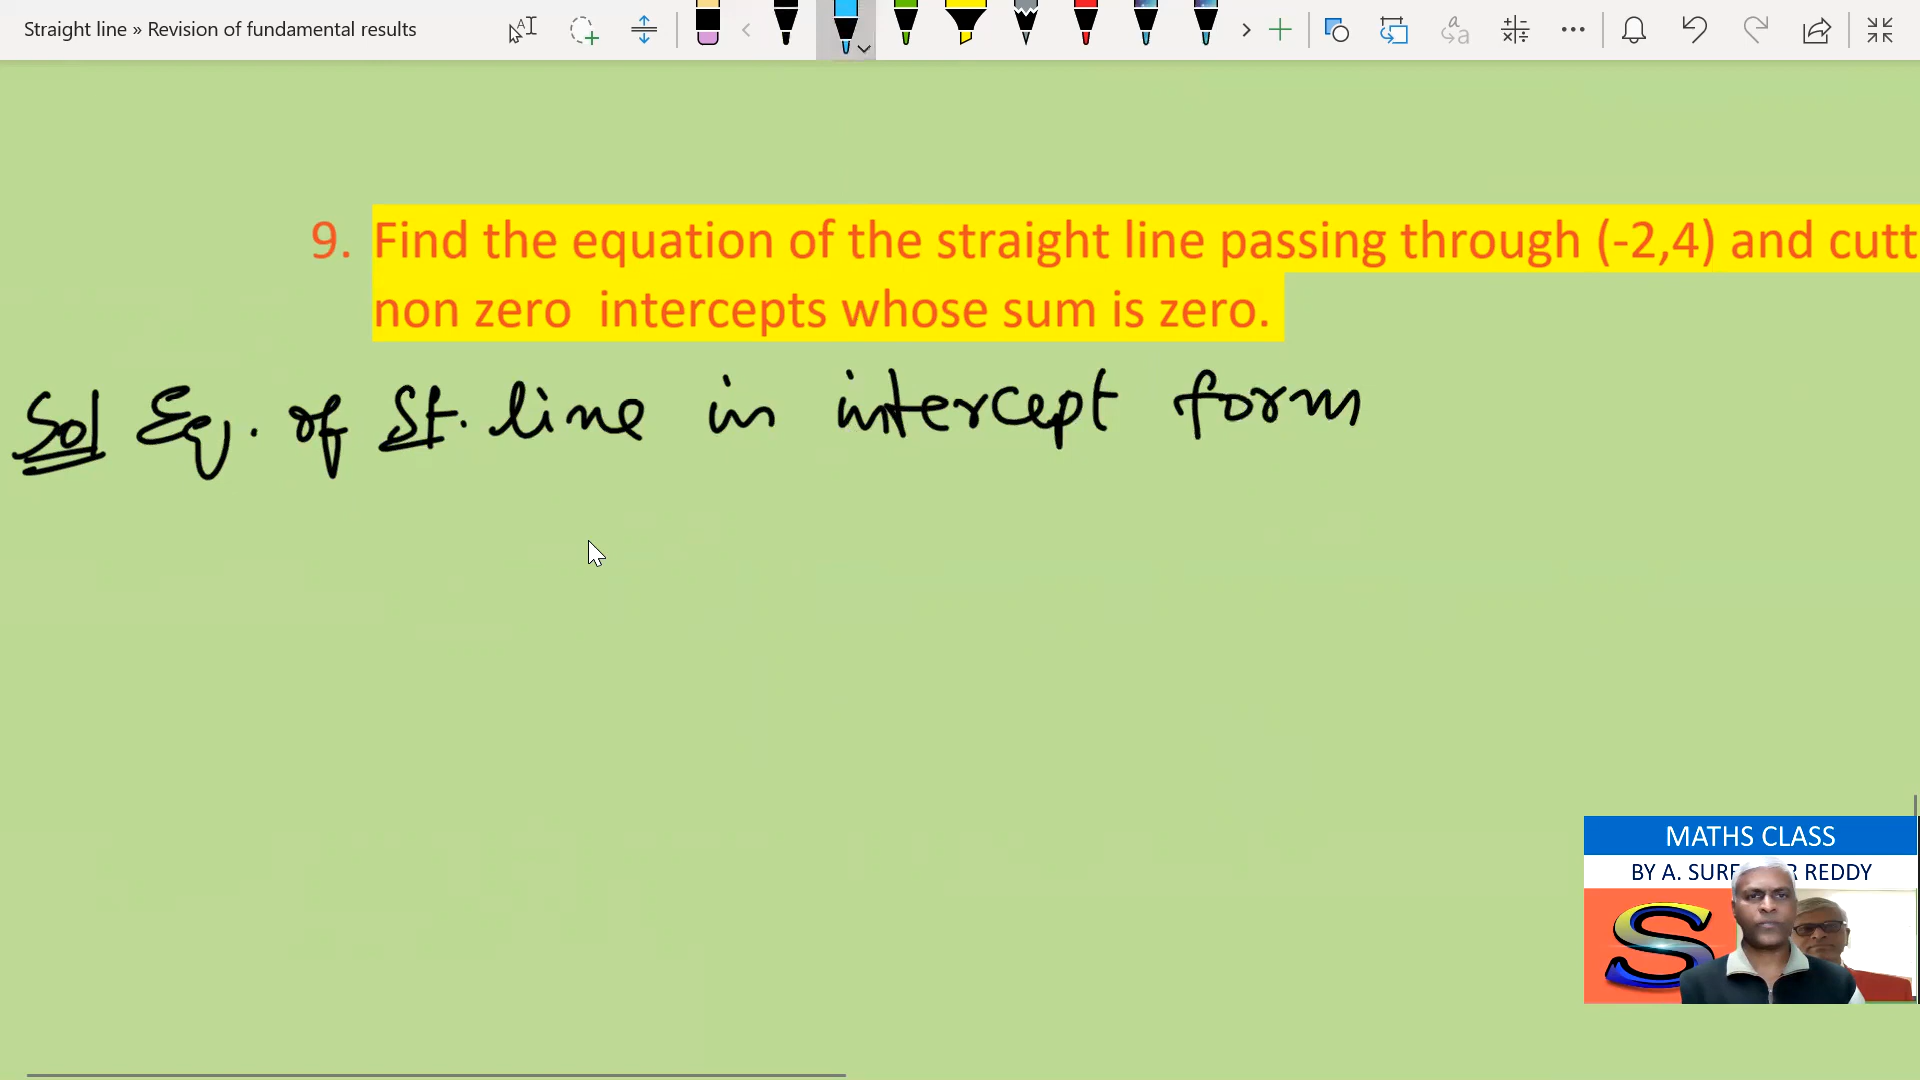 Straight line » Revision of fundamental results
9. Find the equation of the straight line passing through (-2,4) and cutt
non zero intercepts whose sum is zero.
Sol Eq. of St. line in intercept form
MATHS CLASS
BY A. SURE R REDDY
S